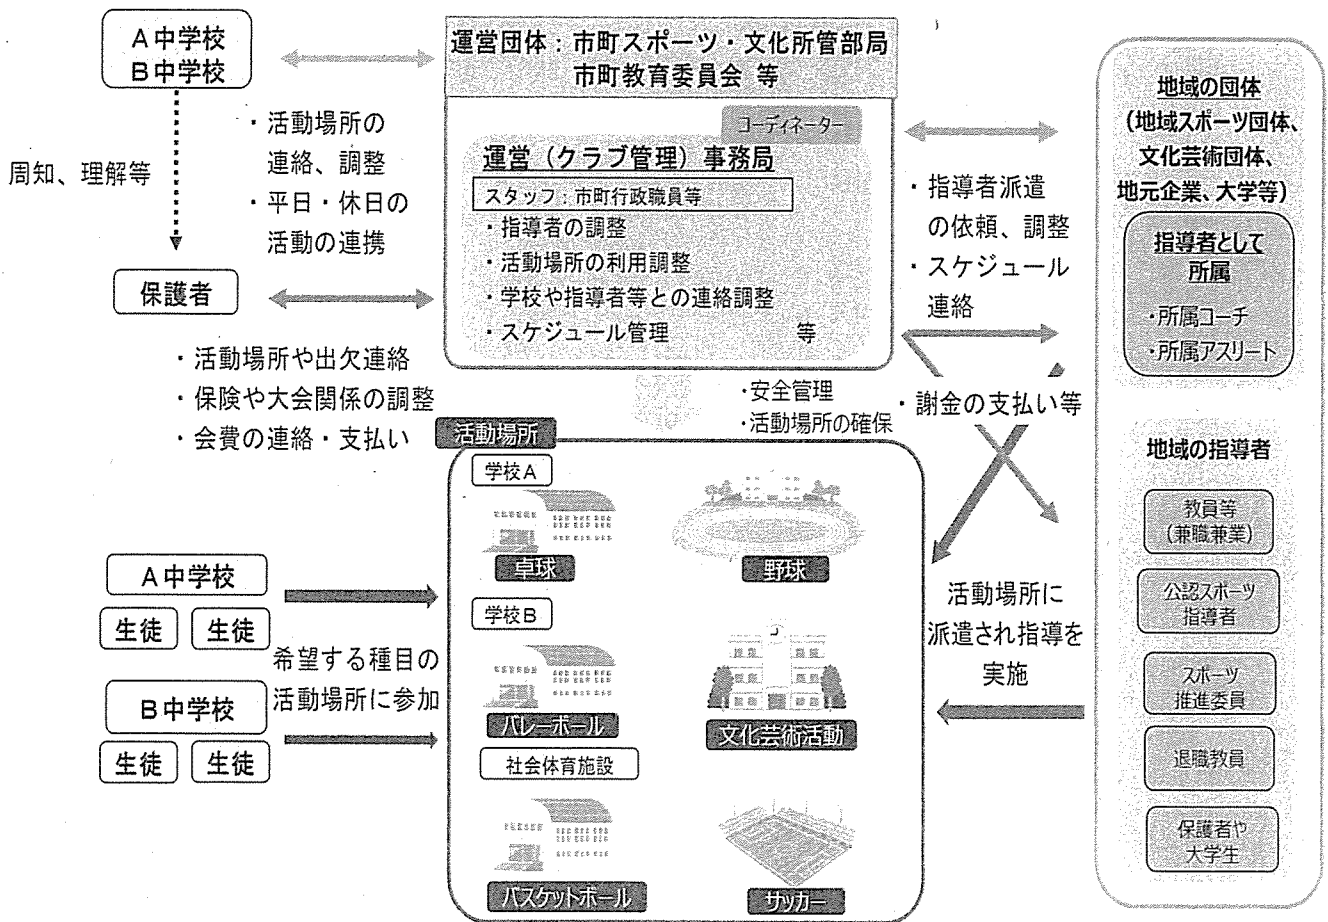 A中学校
B中学校
周知、理解等
保護者
・活動場所の
連絡、調整
・平日・休日の
活動の連携
・活動場所や出欠連絡
・保険や大会関係の調整
・会費の連絡・支払い
運営団体：市町スポーツ・文化所管部局
市町教育委員会 等
コーディネーター
運営（クラブ管理）事務局
スタッフ：市町行政職員等
・指導者の調整
・活動場所の利用調整
・学校や指導者等との連絡調整
・スケジュール管理 等
・安全管理
・活動場所の確保
・指導者派遣
の依頼、調整
・スケジュール
連絡
・謝金の支払い等
地域の団体
（地域スポーツ団体、
文化芸術団体、
地元企業、大学等）
指導者として
所属
・所属コーチ
・所属アスリート
地域の指導者
教員等
（兼職兼業）
公認スポーツ
指導者
スポーツ
推進委員
退職教員
保護者や
大学生
活動場所に
派遣され指導を
実施
活動場所
学校A
卓球
野球
学校B
バレーボール
文化芸術活動
社会体育施設
バスケットボール
サッカー
A中学校
生徒 生徒
希望する種目の
活動場所に参加
B中学校
生徒 生徒